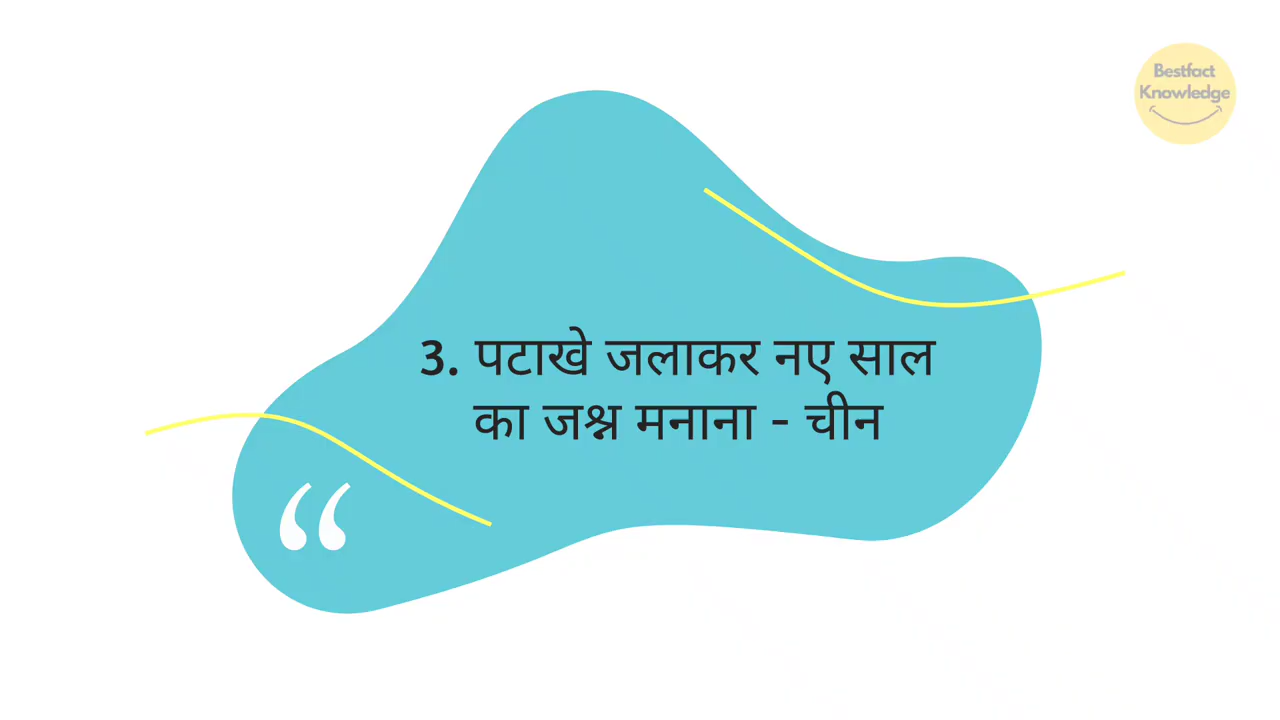 Bestfact
Knowledge
3. पटाखे जलाकर नए साल
का जश्न मनाना - चीन
“